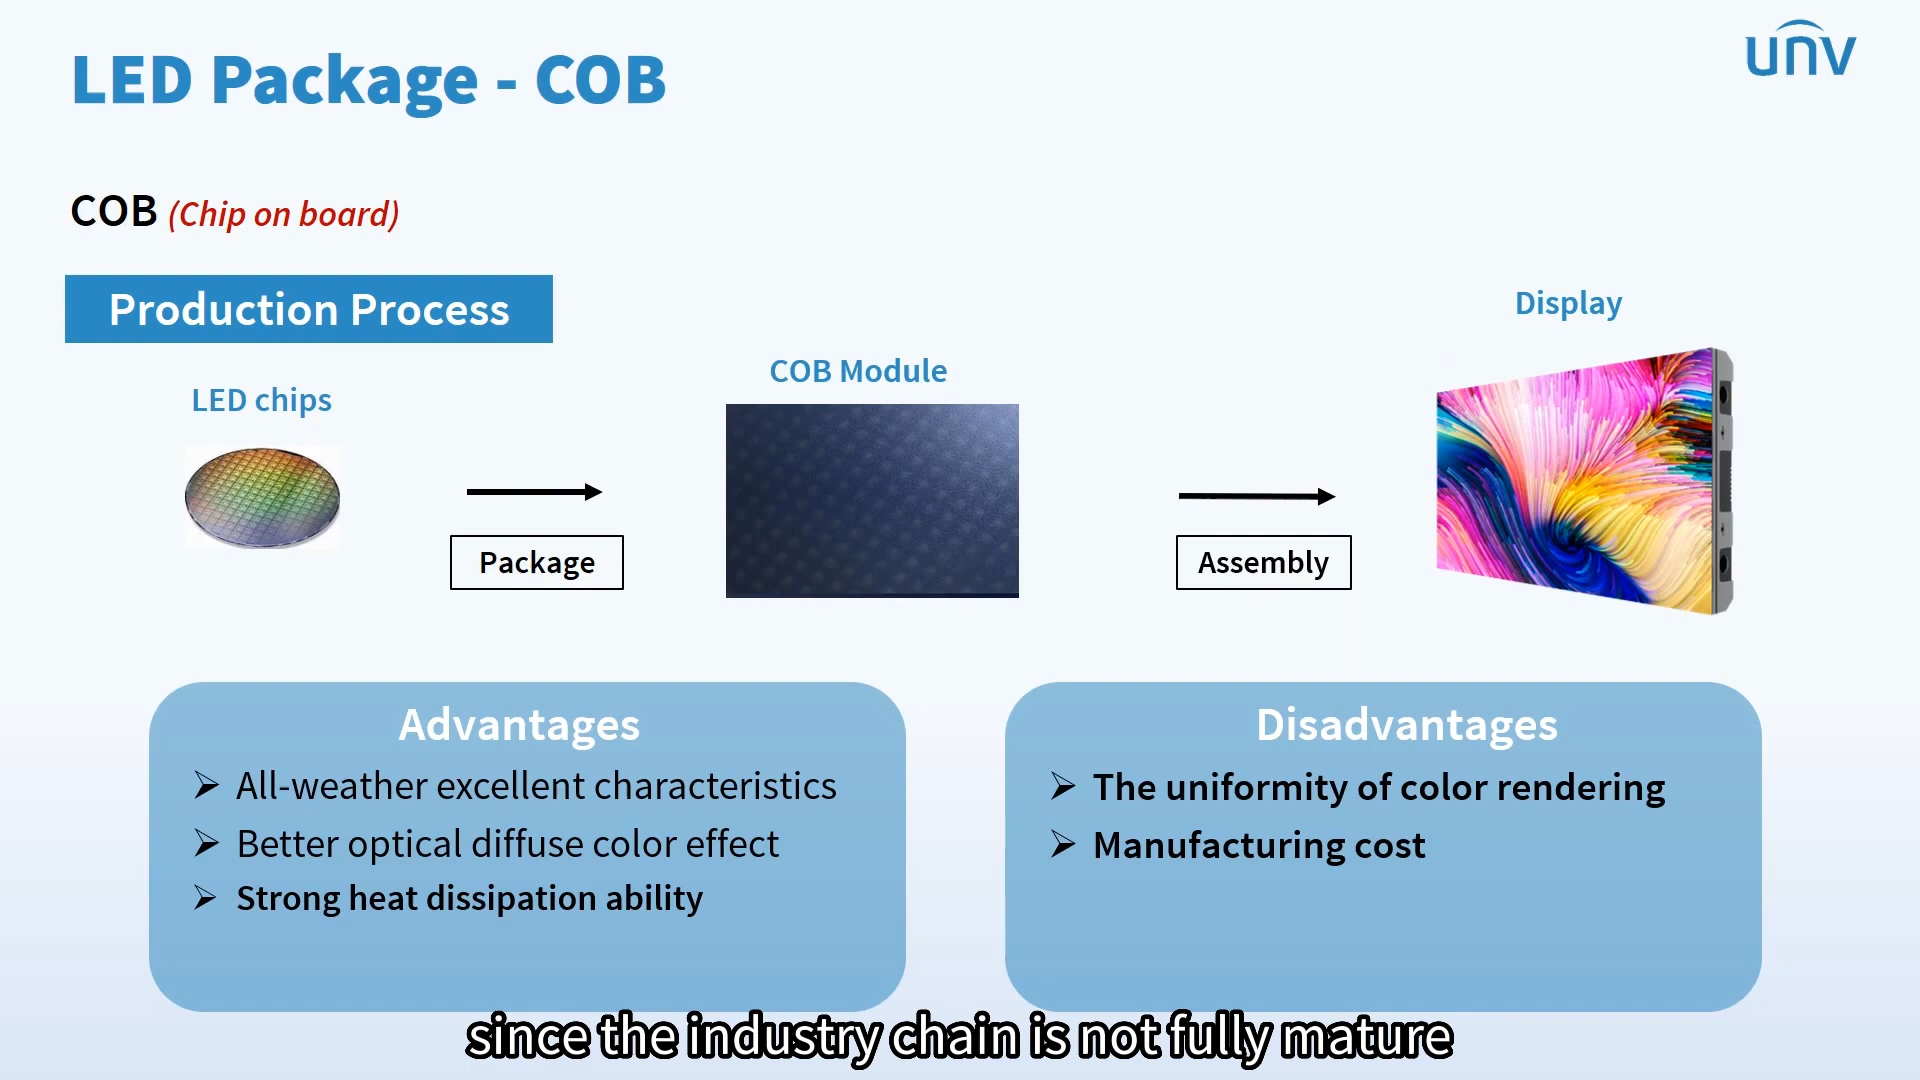 LED Package - COB
unv
COB (Chip on board)
Production Process
LED chips
COB Module
Display
Package
Assembly
Advantages
All-weather excellent characteristics
Better optical diffuse color effect
Strong heat dissipation ability
Disadvantages
The uniformity of color rendering
Manufacturing cost
since the industry chain is not fully mature